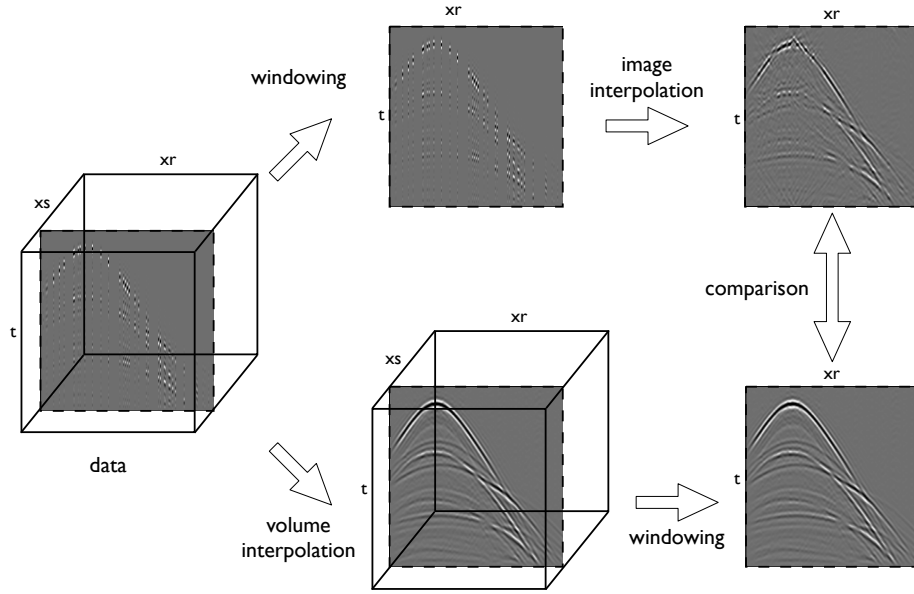 xr
windowing
t
image
interpolation
xr
t
xr
xs
t
data
comparison
xr
xs
t
volume
interpolation
windowing
xr
t